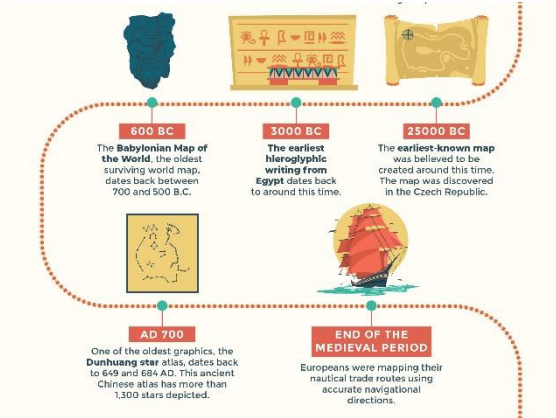 600 BC
The Babylonian Map of
the World, the oldest
surviving world map,
dates back between
700 and 500 B.C.
3000 BC
The earliest
hieroglyphic
writing from
Egypt dates back
to around this time.
25000 BC
The earliest-known map
was believed to be
created around this time.
The map was discovered
in the Czech Republic.
AD 700
One of the oldest graphics, the
Dunhuang star atlas, dates back
to 649 and 684 AD. This ancient
Chinese atlas has more than
1,300 stars depicted.
END OF THE
MEDIEVAL PERIOD
Europeans were mapping their
nautical trade routes using
accurate navigational
directions.